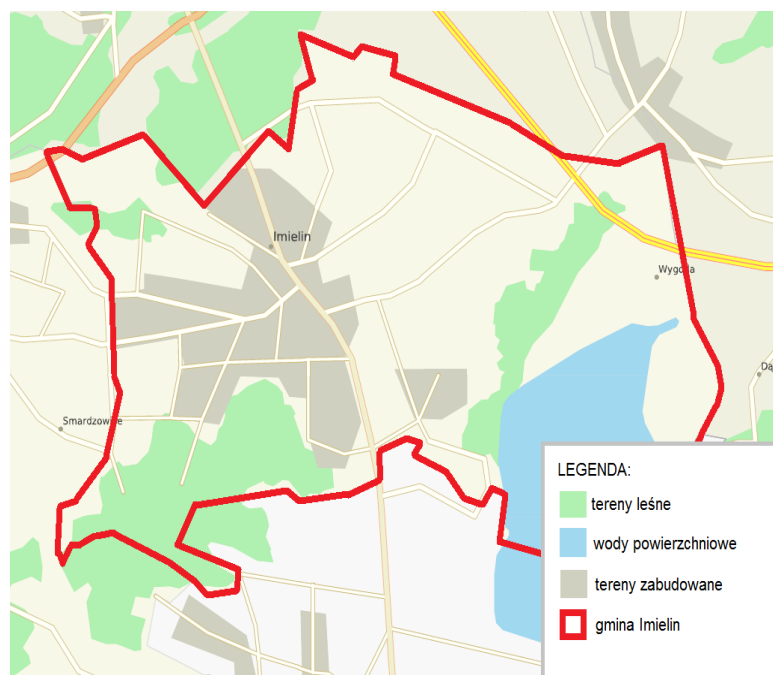 Imielin
Wygoda
Smardzowice
LEGENDA:
tereny leśne
wody powierzchniowe
tereny zabudowane
gmina Imielin